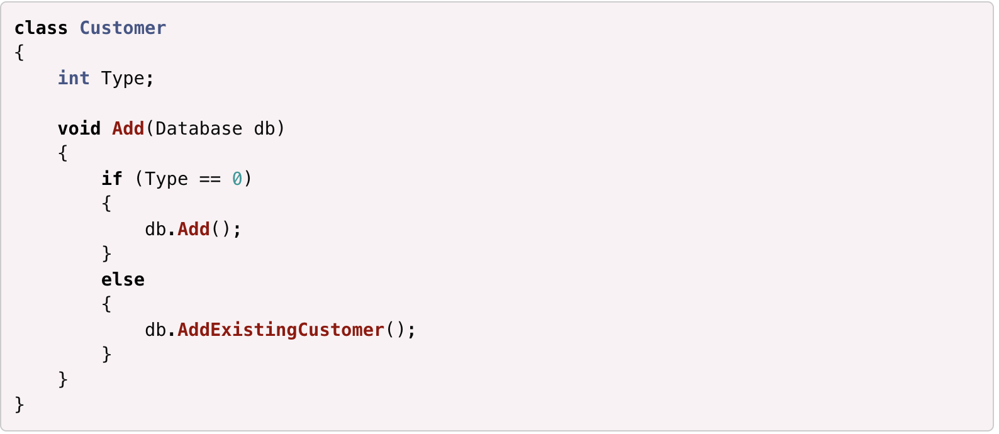 class Customer
{
    int Type;

    void Add(Database db)
    {
        if (Type == 0)
        {
            db.Add();
        }
        else
        {
            db.AddExistingCustomer();
        }
    }
}